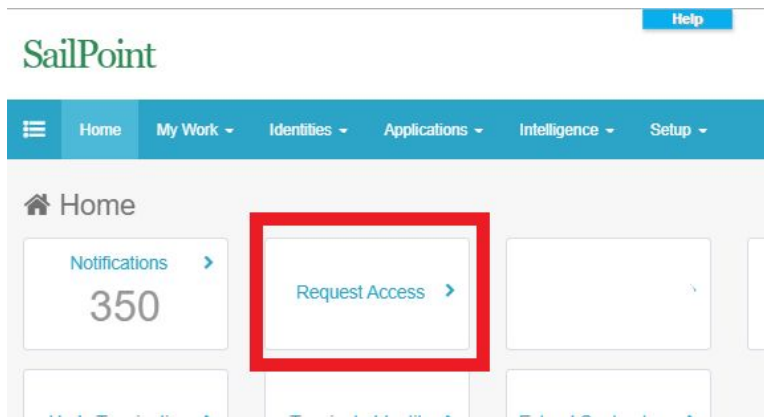 Help
SailPoint
Home My Work Identities Applications Intelligence Setup
Home
Notifications
350
Request Access